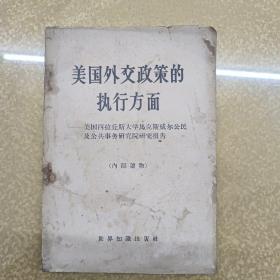 美国外交政策的
执行方面
——美国西拉丘斯大学马克斯威尔公民
及公共事务研究院研究报告
(内部读物)
世界知識出版社